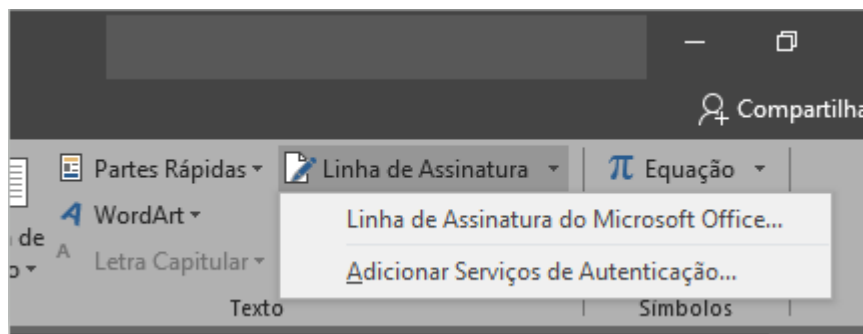 Compartilha
Partes Rápidas
Linha de Assinatura
π Equação
WordArt
Linha de Assinatura do Microsoft Office...
de
A Letra Capitular
Adicionar Serviços de Autenticação...
Texto
Símbolos